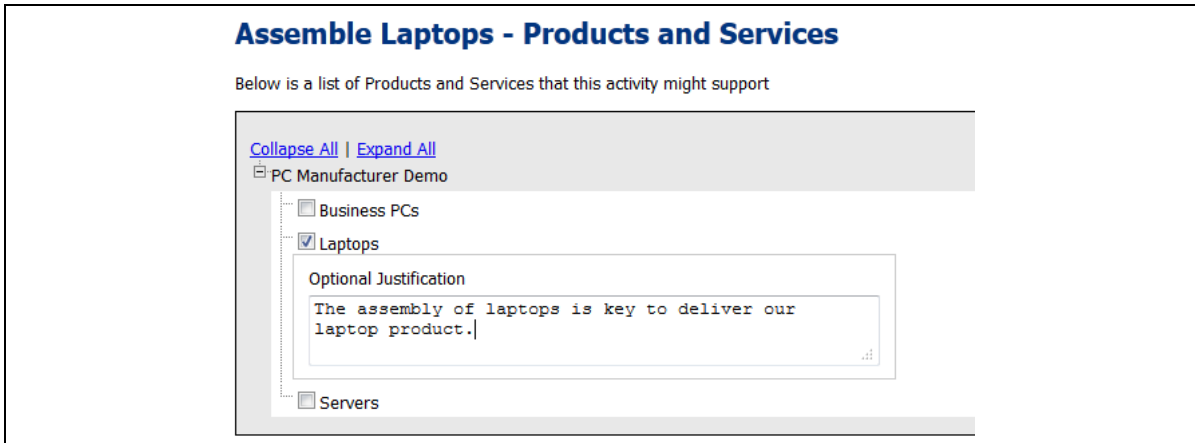 Assemble Laptops - Products and Services
Below is a list of Products and Services that this activity might support
Collapse All | Expand All
PC Manufacturer Demo
Business PCs
Laptops
Optional Justification
The assembly of laptops is key to deliver our
laptop product.
Servers